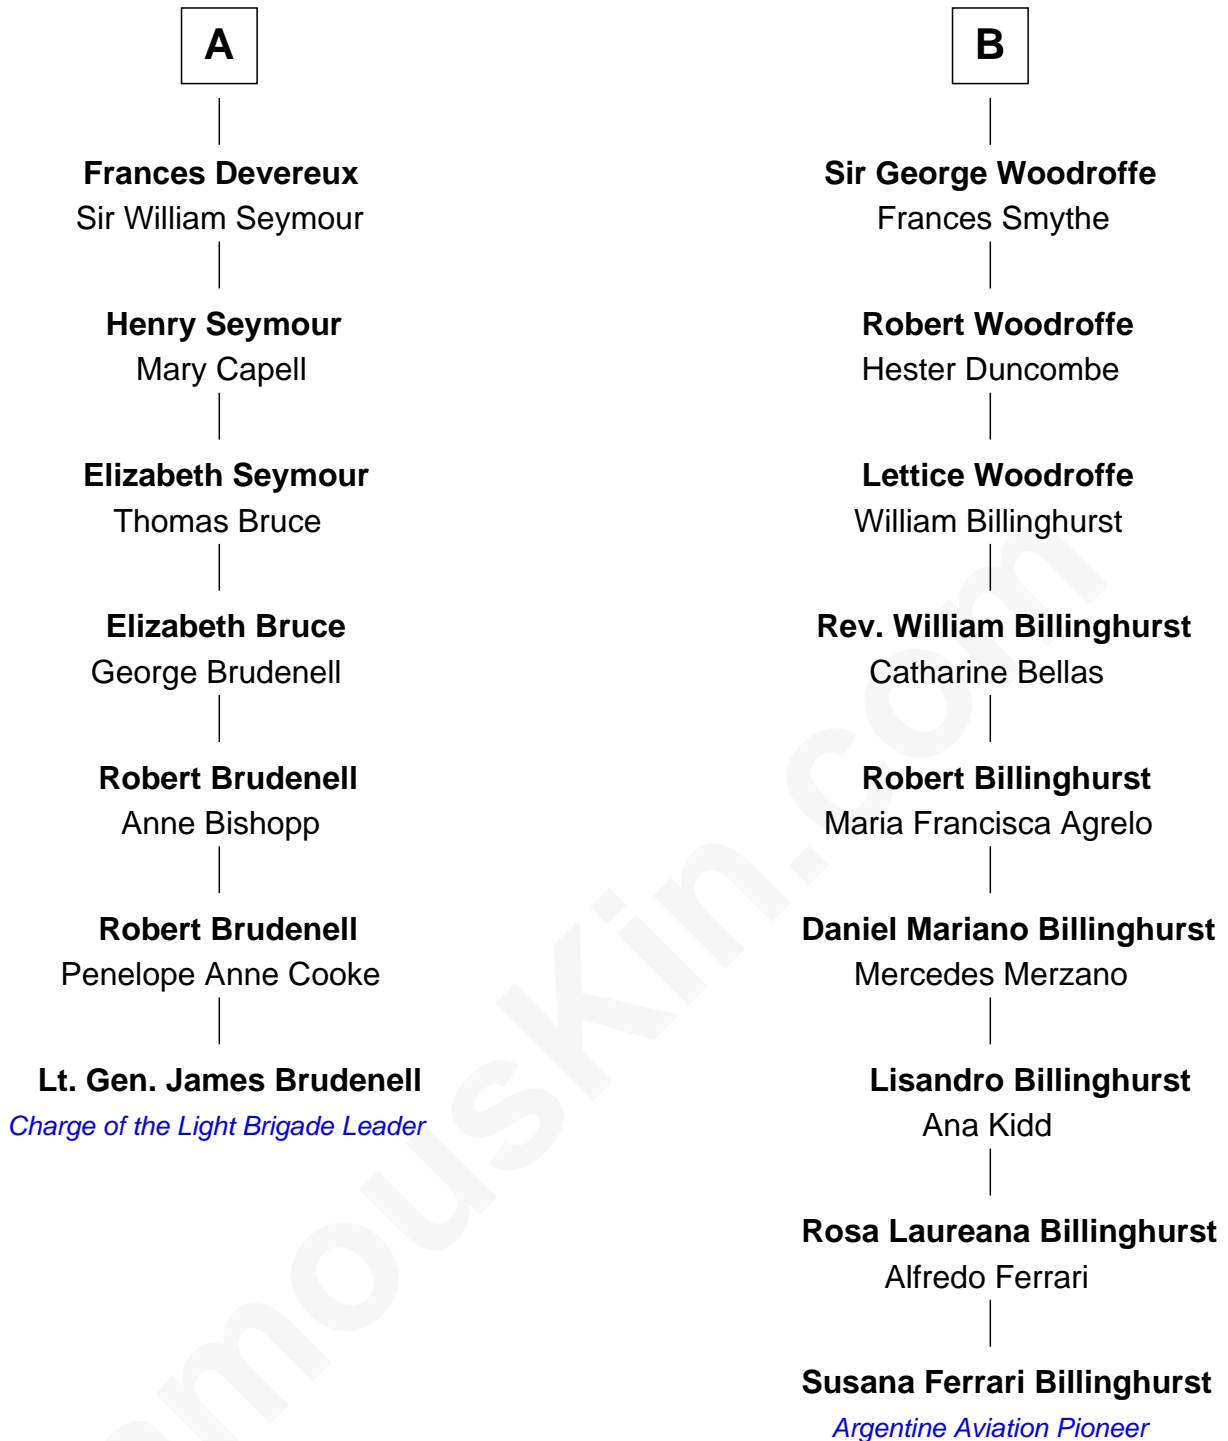 A
Frances Devereux
Sir William Seymour
Henry Seymour
Mary Capell
Elizabeth Seymour
Thomas Bruce
Elizabeth Bruce
George Brudenell
Robert Brudenell
Anne Bishopp
Robert Brudenell
Penelope Anne Cooke
Lt. Gen. James Brudenell
Charge of the Light Brigade Leader
B
Sir George Woodroffe
Frances Smythe
Robert Woodroffe
Hester Duncombe
Lettice Woodroffe
William Billinghurst
Rev. William Billinghurst
Catharine Bellas
Robert Billinghurst
Maria Francisca Agrelo
Daniel Mariano Billinghurst
Mercedes Merzano
Lisandro Billinghurst
Ana Kidd
Rosa Laureana Billinghurst
Alfredo Ferrari
Susana Ferrari Billinghurst
Argentine Aviation Pioneer
amousKin.com